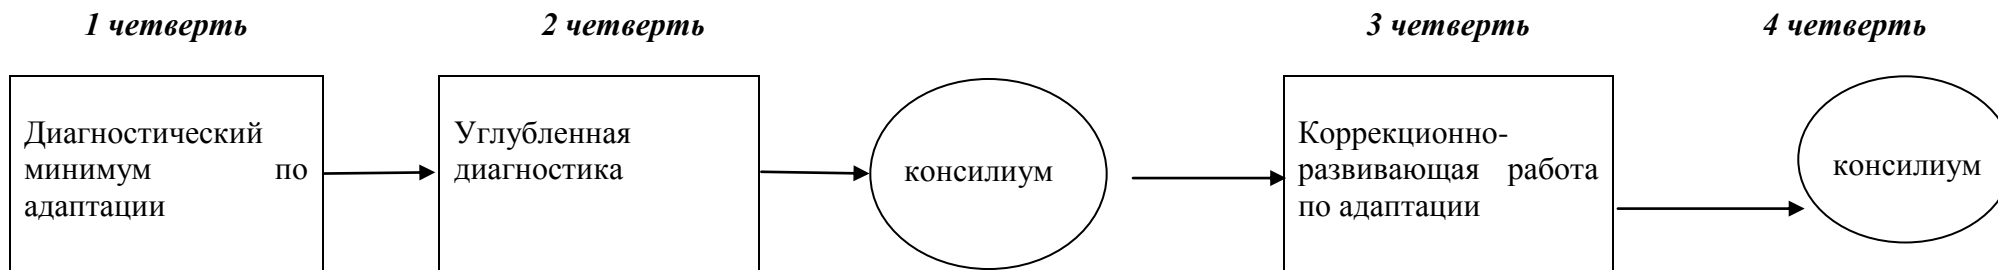 1 четверть
2 четверть
3 четверть
4 четверть
Диагностический
минимум по
адаптации
Углубленная
диагностика
консилиум
Коррекционно-
развивающая работа
по адаптации
консилиум